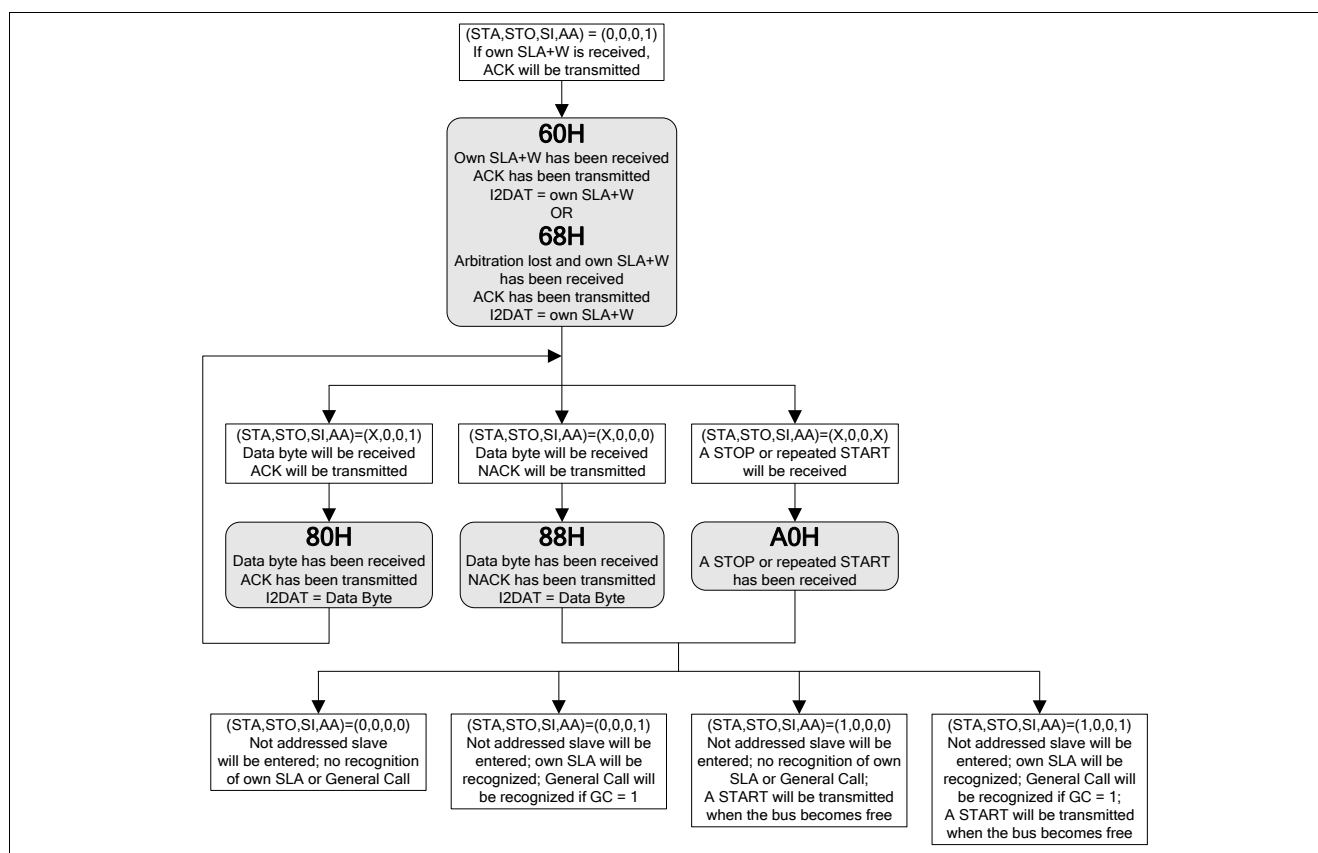 (STA,STO,SI,AA) = (0,0,0,1)
If own SLA+W is received,
ACK will be transmitted
60H
Own SLA+W has been received
ACK has been transmitted
I2DAT = own SLA+W
OR
68H
Arbitration lost and own SLA+W
has been received
ACK has been transmitted
I2DAT = own SLA+W
(STA,STO,SI,AA)=(X,0,0,1)
Data byte will be received
ACK will be transmitted
(STA,STO,SI,AA)=(X,0,0,0)
Data byte will be received
NACK will be transmitted
(STA,STO,SI,AA)=(X,0,0,X)
A STOP or repeated START
will be received
80H
Data byte has been received
ACK has been transmitted
I2DAT = Data Byte
88H
Data byte has been received
NACK has been transmitted
I2DAT = Data Byte
A0H
A STOP or repeated START
has been received
(STA,STO,SI,AA)=(0,0,0,0)
Not addressed slave
will be entered; no recognition
of own SLA or General Call
(STA,STO,SI,AA)=(0,0,0,1)
Not addressed slave will be
entered; own SLA will be
recognized; General Call will
be recognized if GC = 1
(STA,STO,SI,AA)=(1,0,0,0)
Not addressed slave will be
entered; no recognition of own
SLA or General Call;
A START will be transmitted
when the bus becomes free
(STA,STO,SI,AA)=(1,0,0,1)
Not addressed slave will be
entered; own SLA will be
recognized; General Call will
be recognized if GC = 1;
A START will be transmitted
when the bus becomes free